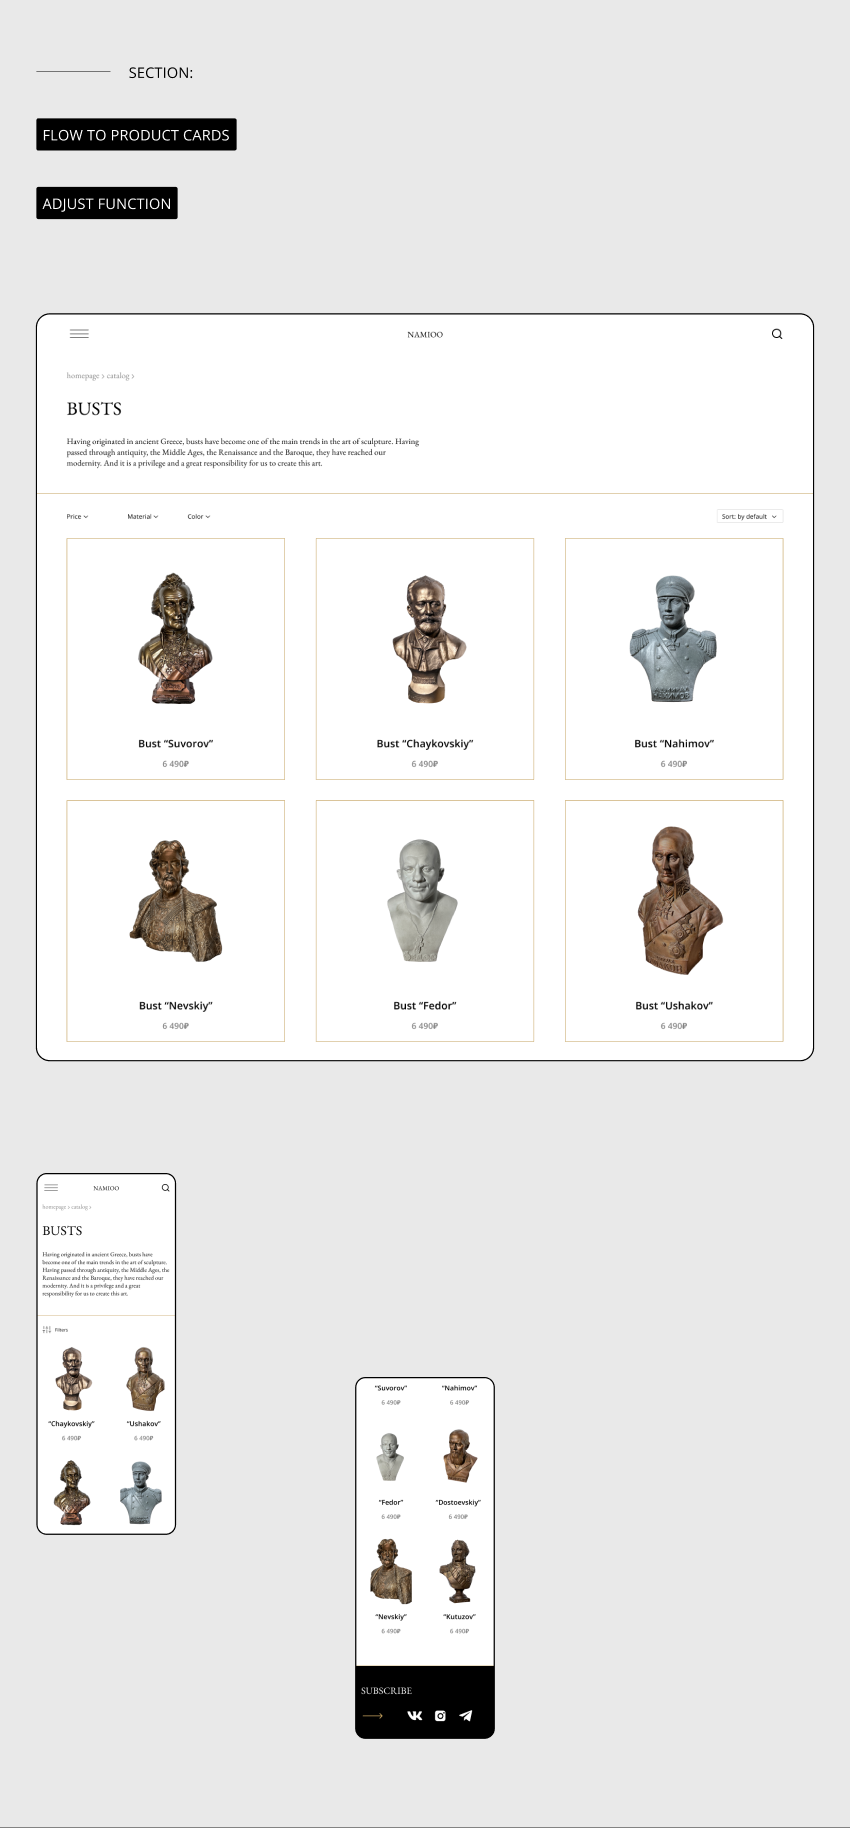 SECTION:
FLOW TO PRODUCT CARDS
ADJUST FUNCTION
NAMIOO
homepage > catalog >
BUSTS
Having originated in ancient Greece, busts have become one of the main trends in the art of sculpture. Having
passed through antiquity, the Middle Ages, the Renaissance and the Baroque, they have reached our
modernity. And it is a privilege and a great responsibility for us to create this art.
Price Material Color Sort: by default
Bust “Suvorov” Bust “Chaykovskiy” Bust “Nahimov”
6 490₽ 6 490₽ 6 490₽
Bust “Nevskiy” Bust “Fedor” Bust “Ushakov”
6 490₽ 6 490₽ 6 490₽
NAMIOO
homepage > catalog >
BUSTS
Having originated in ancient Greece, busts have
become one of the main trends in the art of sculpture.
Having passed through antiquity, the Middle Ages, the
Renaissance and the Baroque, they have reached our
modernity. And it is a privilege and a great
responsibility for us to create this art.
Filters
“Chaykovskiy” “Ushakov”
6 490₽ 6 490₽
“Suvorov” “Nahimov”
6 490₽ 6 490₽
“Fedor” “Dostoevskiy”
6 490₽ 6 490₽
“Nevskiy” “Kutuzov”
6 490₽ 6 490₽
SUBSCRIBE